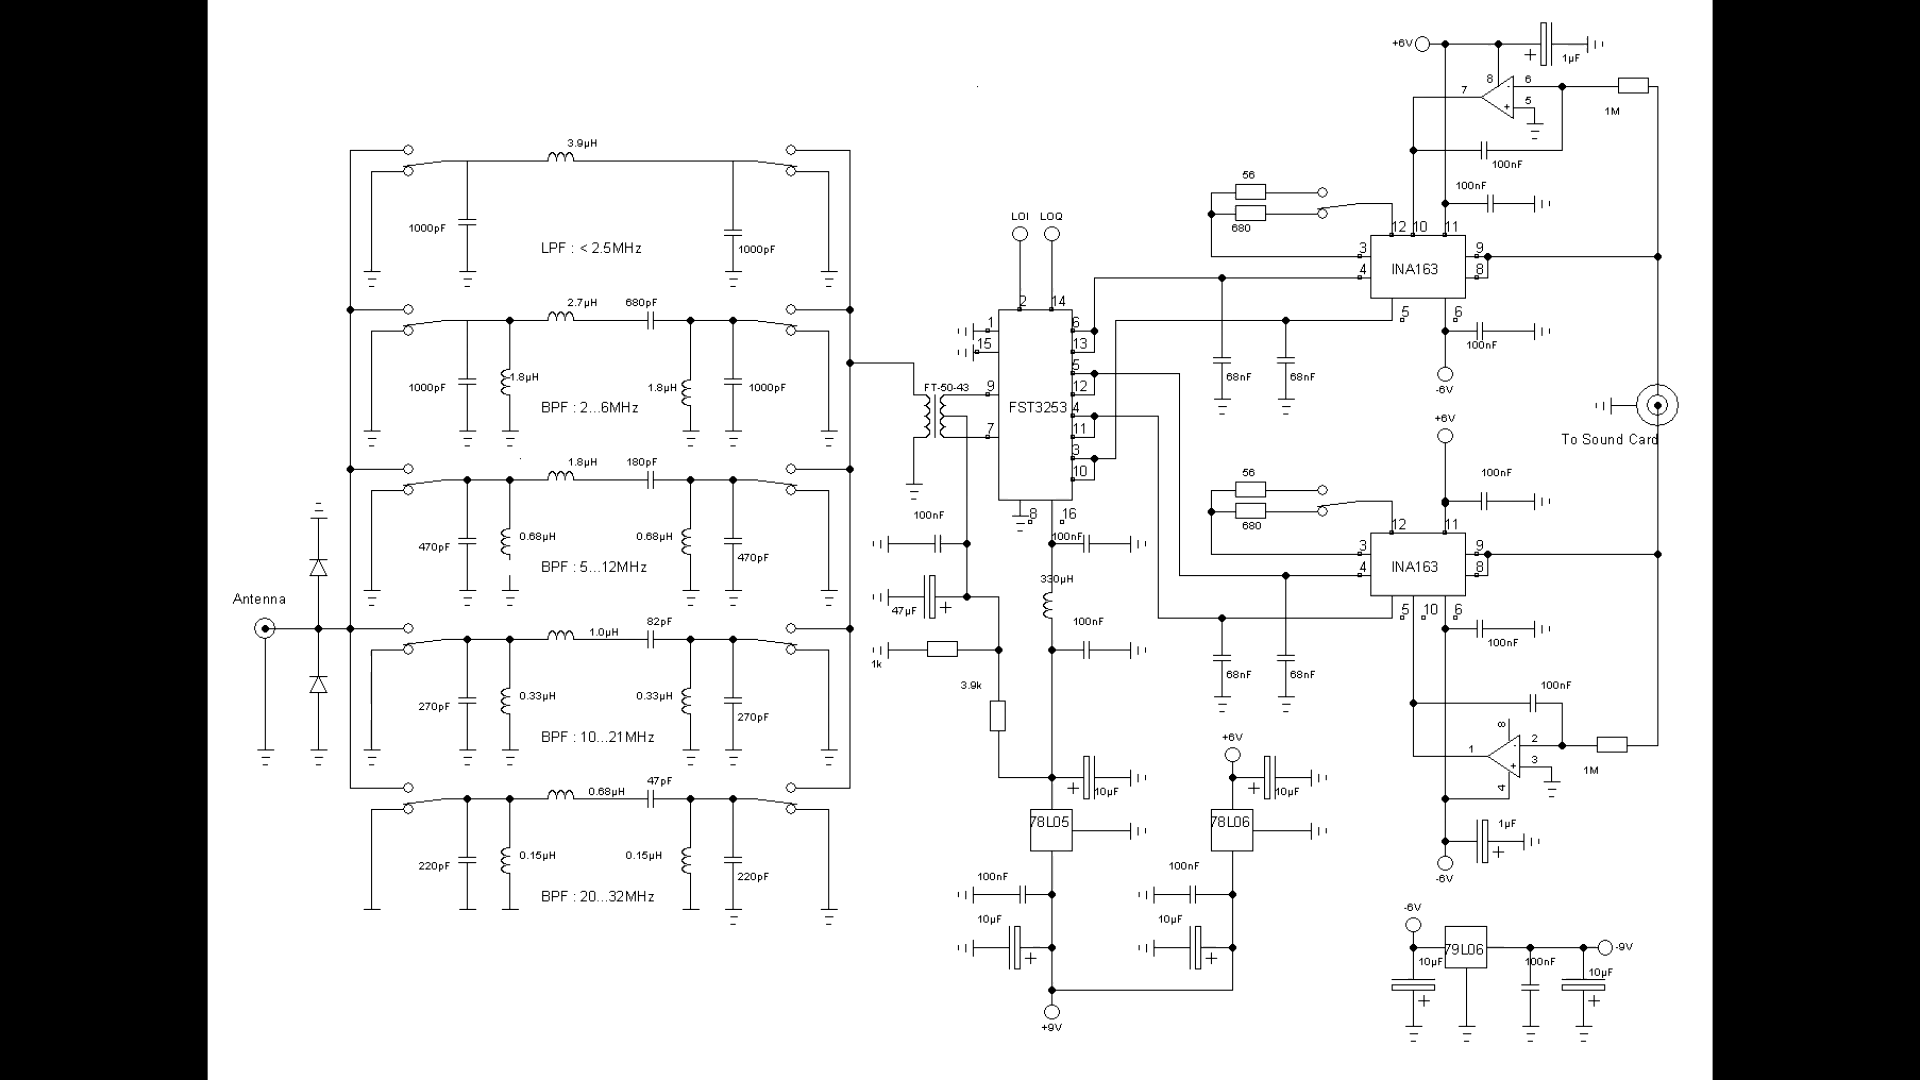 +6V
1µF
8
6
7
5
1M
100nF
3.9µH
1000pF
1000pF
LPF : < 2.5MHz
56
680
100nF
12
10
11
3
4
INA163
9
8
5
6
100nF
-6V
LOI
LOQ
2
14
1
15
9
7
FST3253
6
13
5
12
4
11
3
10
8
16
FT-50-43
68nF
68nF
2.7µH
680pF
1000pF
1.8µH
1.8µH
1000pF
BPF : 2...6MHz
To Sound Card
+6V
100nF
1.8µH
180pF
470pF
0.68µH
0.68µH
470pF
BPF : 5...12MHz
56
680
12
11
3
4
INA163
9
8
5
10
6
100nF
Antenna
100nF
47µF
1k
3.9k
100nF
330µH
100nF
68nF
68nF
1.0µH
82pF
270pF
0.33µH
0.33µH
270pF
BPF : 10...21MHz
100nF
8
2
1
3
4
1M
1µF
-6V
0.68µH
47pF
220pF
0.15µH
0.15µH
220pF
BPF : 20...32MHz
10µF
78L05
100nF
10µF
+9V
+6V
10µF
78L06
100nF
10µF
-6V
10µF
79L06
100nF
10µF
-9V